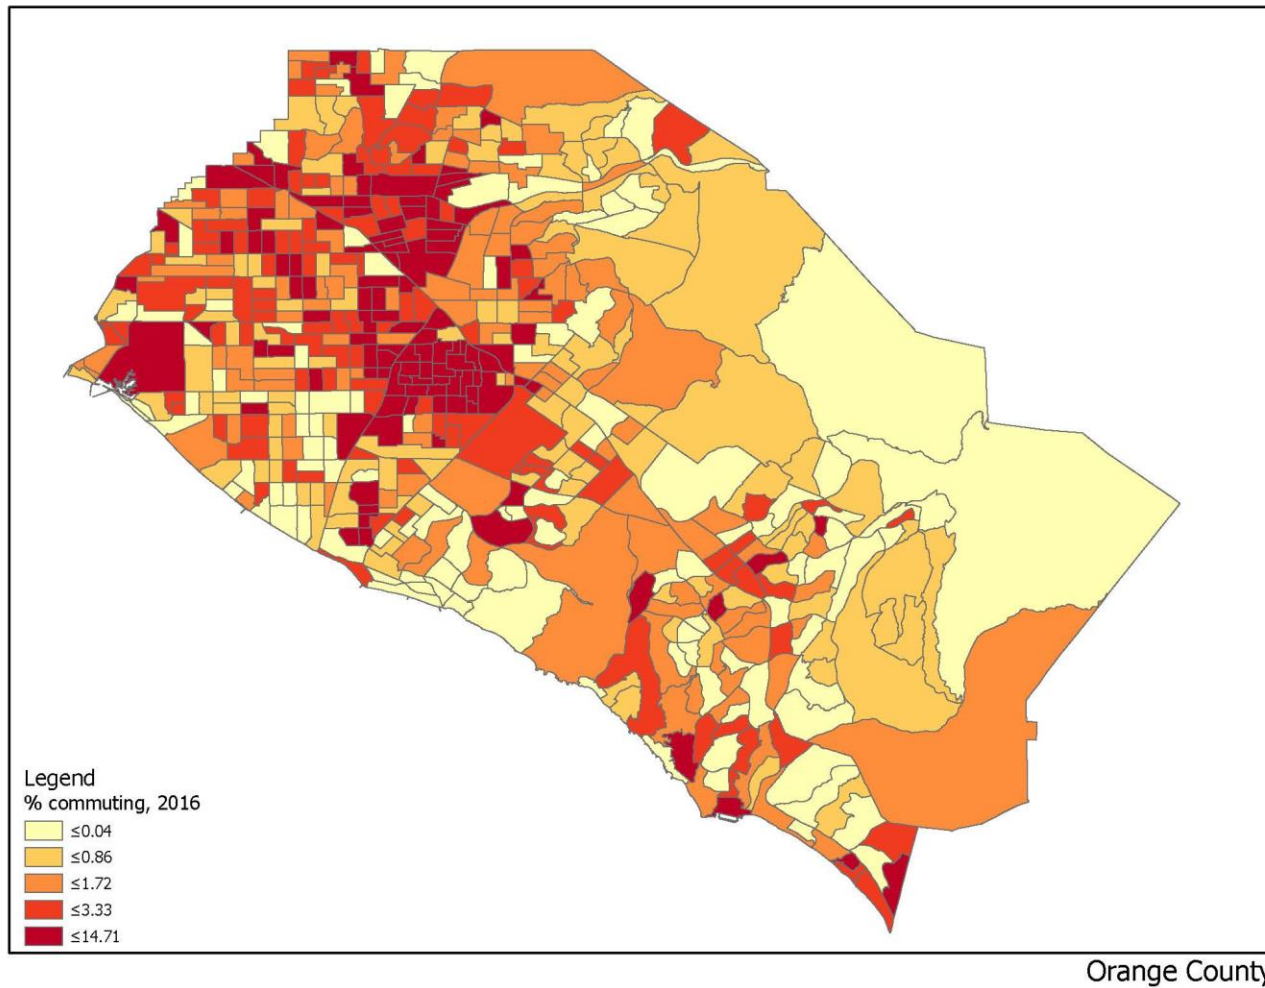 Legend
% commuting, 2016
≤0.04
≤0.86
≤1.72
≤3.33
≤14.71
Orange County